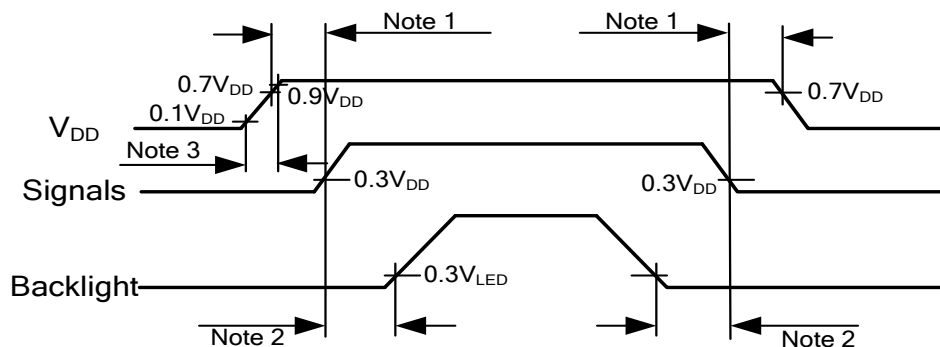 Note 1
Note 1
0.7VDD
0.9VDD
0.7VDD
0.1VDD
VDD
Note 3
Signals
0.3VDD
0.3VDD
Backlight
0.3VLED
Note 2
Note 2